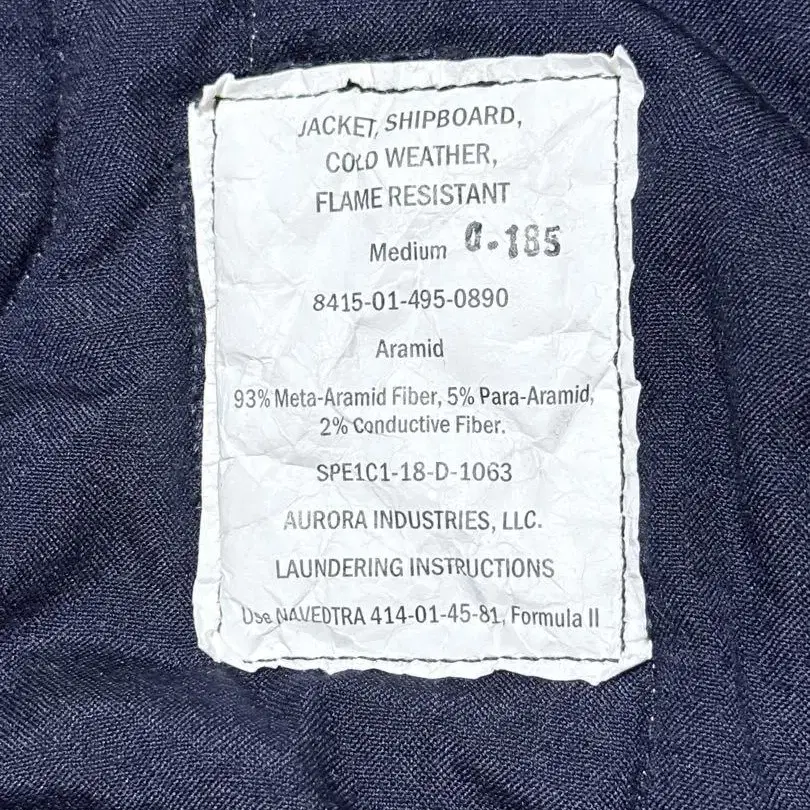 JACKET, SHIPBOARD,
COLD WEATHER,
FLAME RESISTANT
Medium 0.185
8415-01-495-0890
Aramid
93% Meta-Aramid Fiber, 5% Para-Aramid,
2% Conductive Fiber.
SPE1C1-18-D-1063
AURORA INDUSTRIES, LLC.
LAUNDERING INSTRUCTIONS
Use NAVEDTRA 414-01-45-81, Formula II